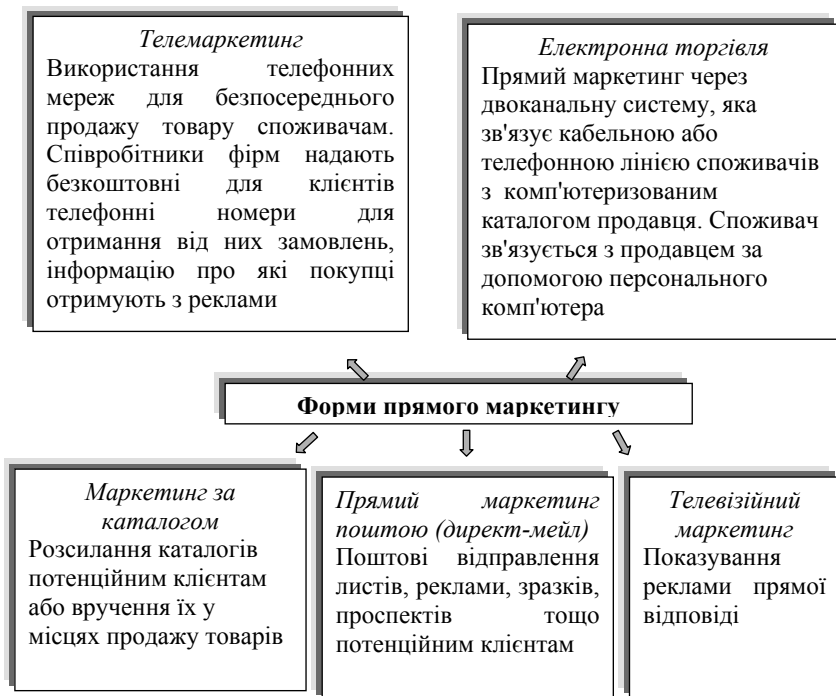 Телемаркетинг
Використання телефонних
мереж для безпосереднього
продажу товару споживачам.
Співробітники фірм надають
безкоштовні для клієнтів
телефонні номери для
отримання від них замовлень,
інформацію про які покупці
отримують з реклами
Електронна торгівля
Прямий маркетинг через
двоканальну систему, яка
зв'язує кабельною або
телефонною лінією споживачів
з комп'ютеризованим
каталогом продавця. Споживач
зв'язується з продавцем за
допомогою персонального
комп'ютера
Форми прямого маркетингу
Маркетинг за
каталогом
Розсилання каталогів
потенційним клієнтам
або вручення їх у
місцях продажу товарів
Прямий маркетинг
поштою (директ-мейл)
Поштові відправлення
листів, реклами, зразків,
проспектів тощо
потенційним клієнтам
Телевізійний
маркетинг
Показування
реклами прямої
відповіді